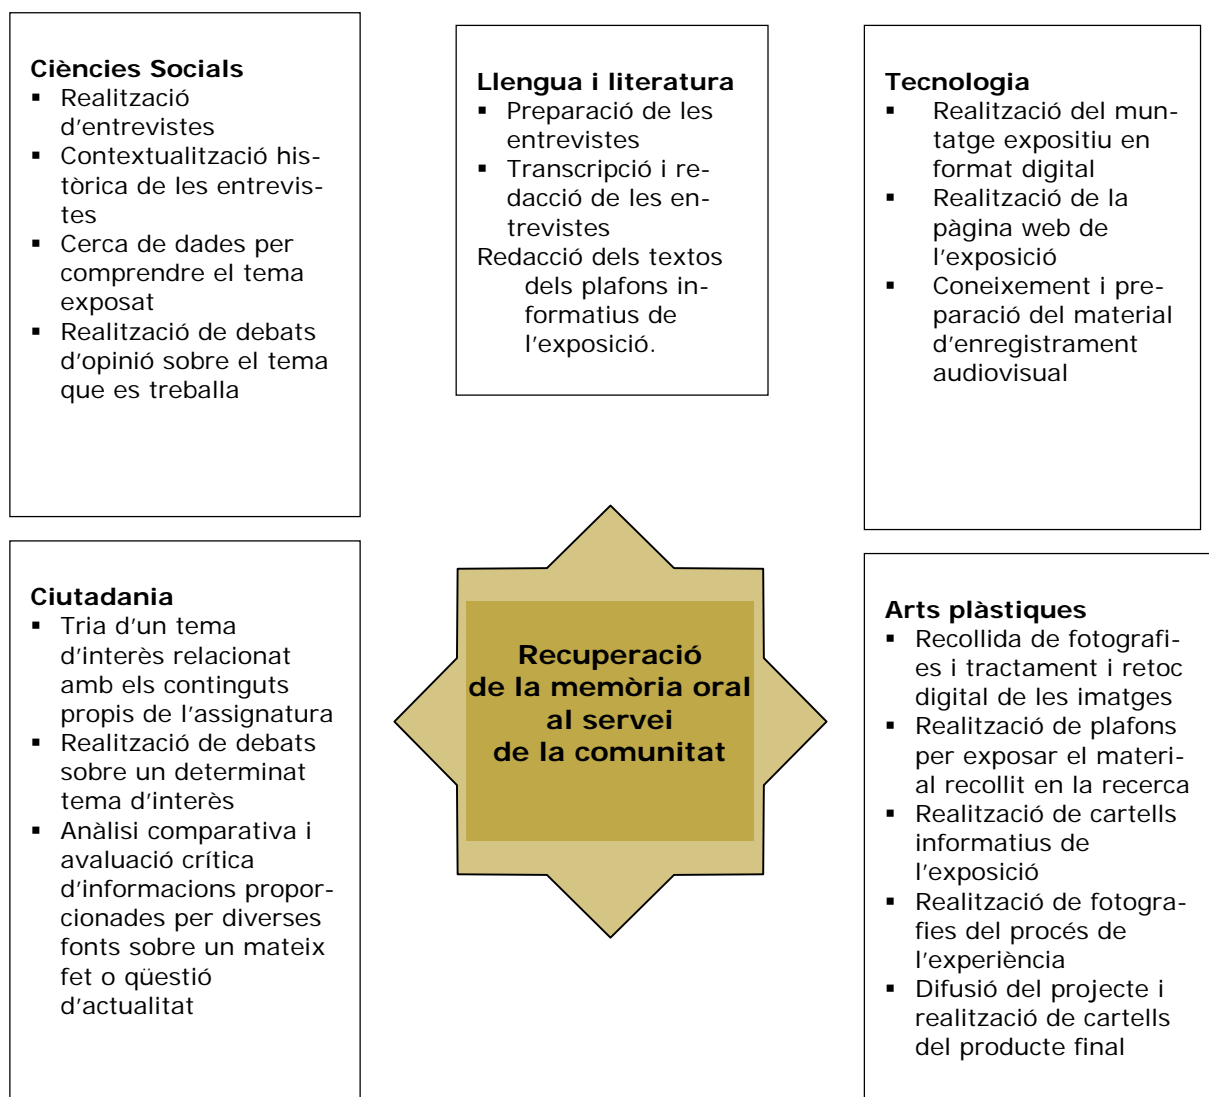 Ciències Socials
▪ Realització
d'entrevistes
▪ Contextualització his-
tòrica de les entrevis-
tes
▪ Cerca de dades per
comprendre el tema
exposat
▪ Realització de debats
d'opinió sobre el tema
que es treballa
Llengua i literatura
▪ Preparació de les
entrevistes
▪ Transcripció i re-
dacció de les en-
trevistes
Redacció dels textos
dels plafons in-
formatius de
l'exposició.
Tecnologia
▪ Realització del mun-
tatge expositiu en
format digital
▪ Realització de la
pàgina web de
l'exposició
▪ Coneixement i pre-
paració del material
d'enregistrament
audiovisual
Ciutadania
▪ Tria d'un tema
d'interès relacionat
amb els continguts
propis de l'assignatura
▪ Realització de debats
sobre un determinat
tema d'interès
▪ Anàlisi comparativa i
avaluació crítica
d'informacions propor-
cionades per diverses
fonts sobre un mateix
fet o qüestió
d'actualitat
Recuperació
de la memòria oral
al servei
de la comunitat
Arts plàstiques
▪ Recollida de fotografi-
es i tractament i retoc
digital de les imatges
▪ Realització de plafons
per exposar el materi-
al recollit en la recerca
▪ Realització de cartells
informatius de
l'exposició
▪ Realització de fotogra-
fies del procés de
l'experiència
▪ Difusió del projecte i
realització de cartells
del producte final